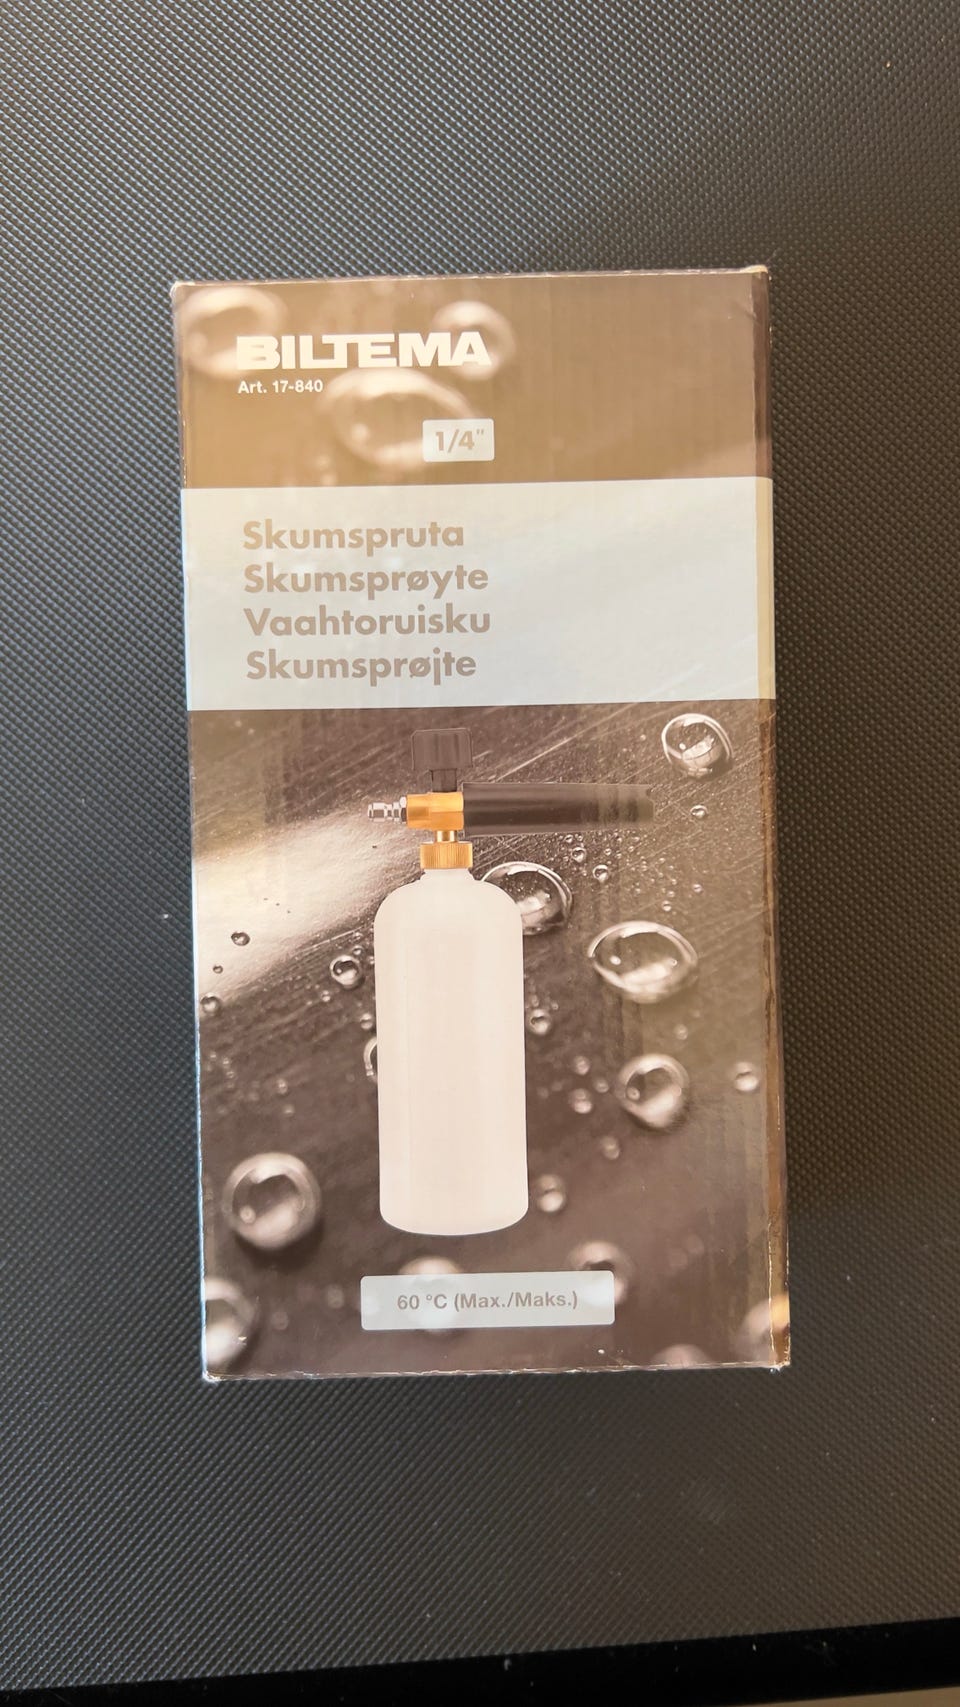 BILTEMA
Art. 17-840
1/4"
Skumspruta
Skumsprøyte
Vaahtoruisku
Skumsprøjte
60 °C (Max./Maks.)